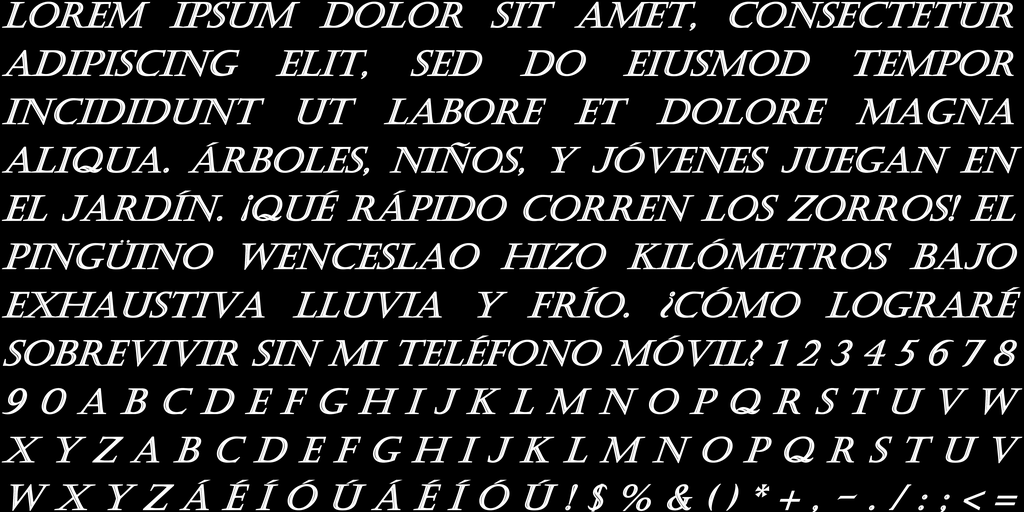 LOREM IPSUM DOLOR SIT AMET, CONSECTETUR
ADIPISCING ELIT, SED DO EIUSMOD TEMPOR
INCIDIDUNT UT LABORE ET DOLORE MAGNA
ALIQUA. ÁRBOLES, NIÑOS, Y JÓVENES JUEGAN EN
EL JARDÍN. ¡QUÉ RÁPIDO CORREN LOS ZORROS! EL
PINGÜINO WENCESLAO HIZO KILÓMETROS BAJO
EXHAUSTIVA LLUVIA Y FRÍO. ¿CÓMO LOGRARÉ
SOBREVIVIR SIN MI TELÉFONO MÓVIL? 1 2 3 4 5 6 7 8
9 0 A B C D E F G H I J K L M N O P Q R S T U V W
X Y Z A B C D E F G H I J K L M N O P Q R S T U V
W X Y Z Á É Í Ó Ú Á É Í Ó Ú ! $ % & ( ) * + , - . / : ; < =